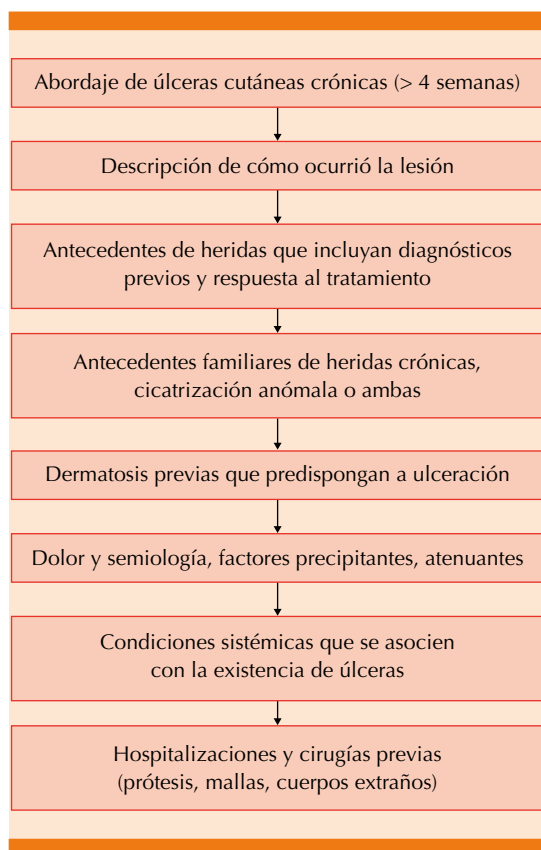 Abordaje de úlceras cutáneas crónicas (> 4 semanas)
Descripción de cómo ocurrió la lesión
Antecedentes de heridas que incluyan diagnósticos
previos y respuesta al tratamiento
Antecedentes familiares de heridas crónicas,
cicatrización anómala o ambas
Dermatosis previas que predispongan a ulceración
Dolor y semiología, factores precipitantes, atenuantes
Condiciones sistémicas que se asocien
con la existencia de úlceras
Hospitalizaciones y cirugías previas
(prótesis, mallas, cuerpos extraños)